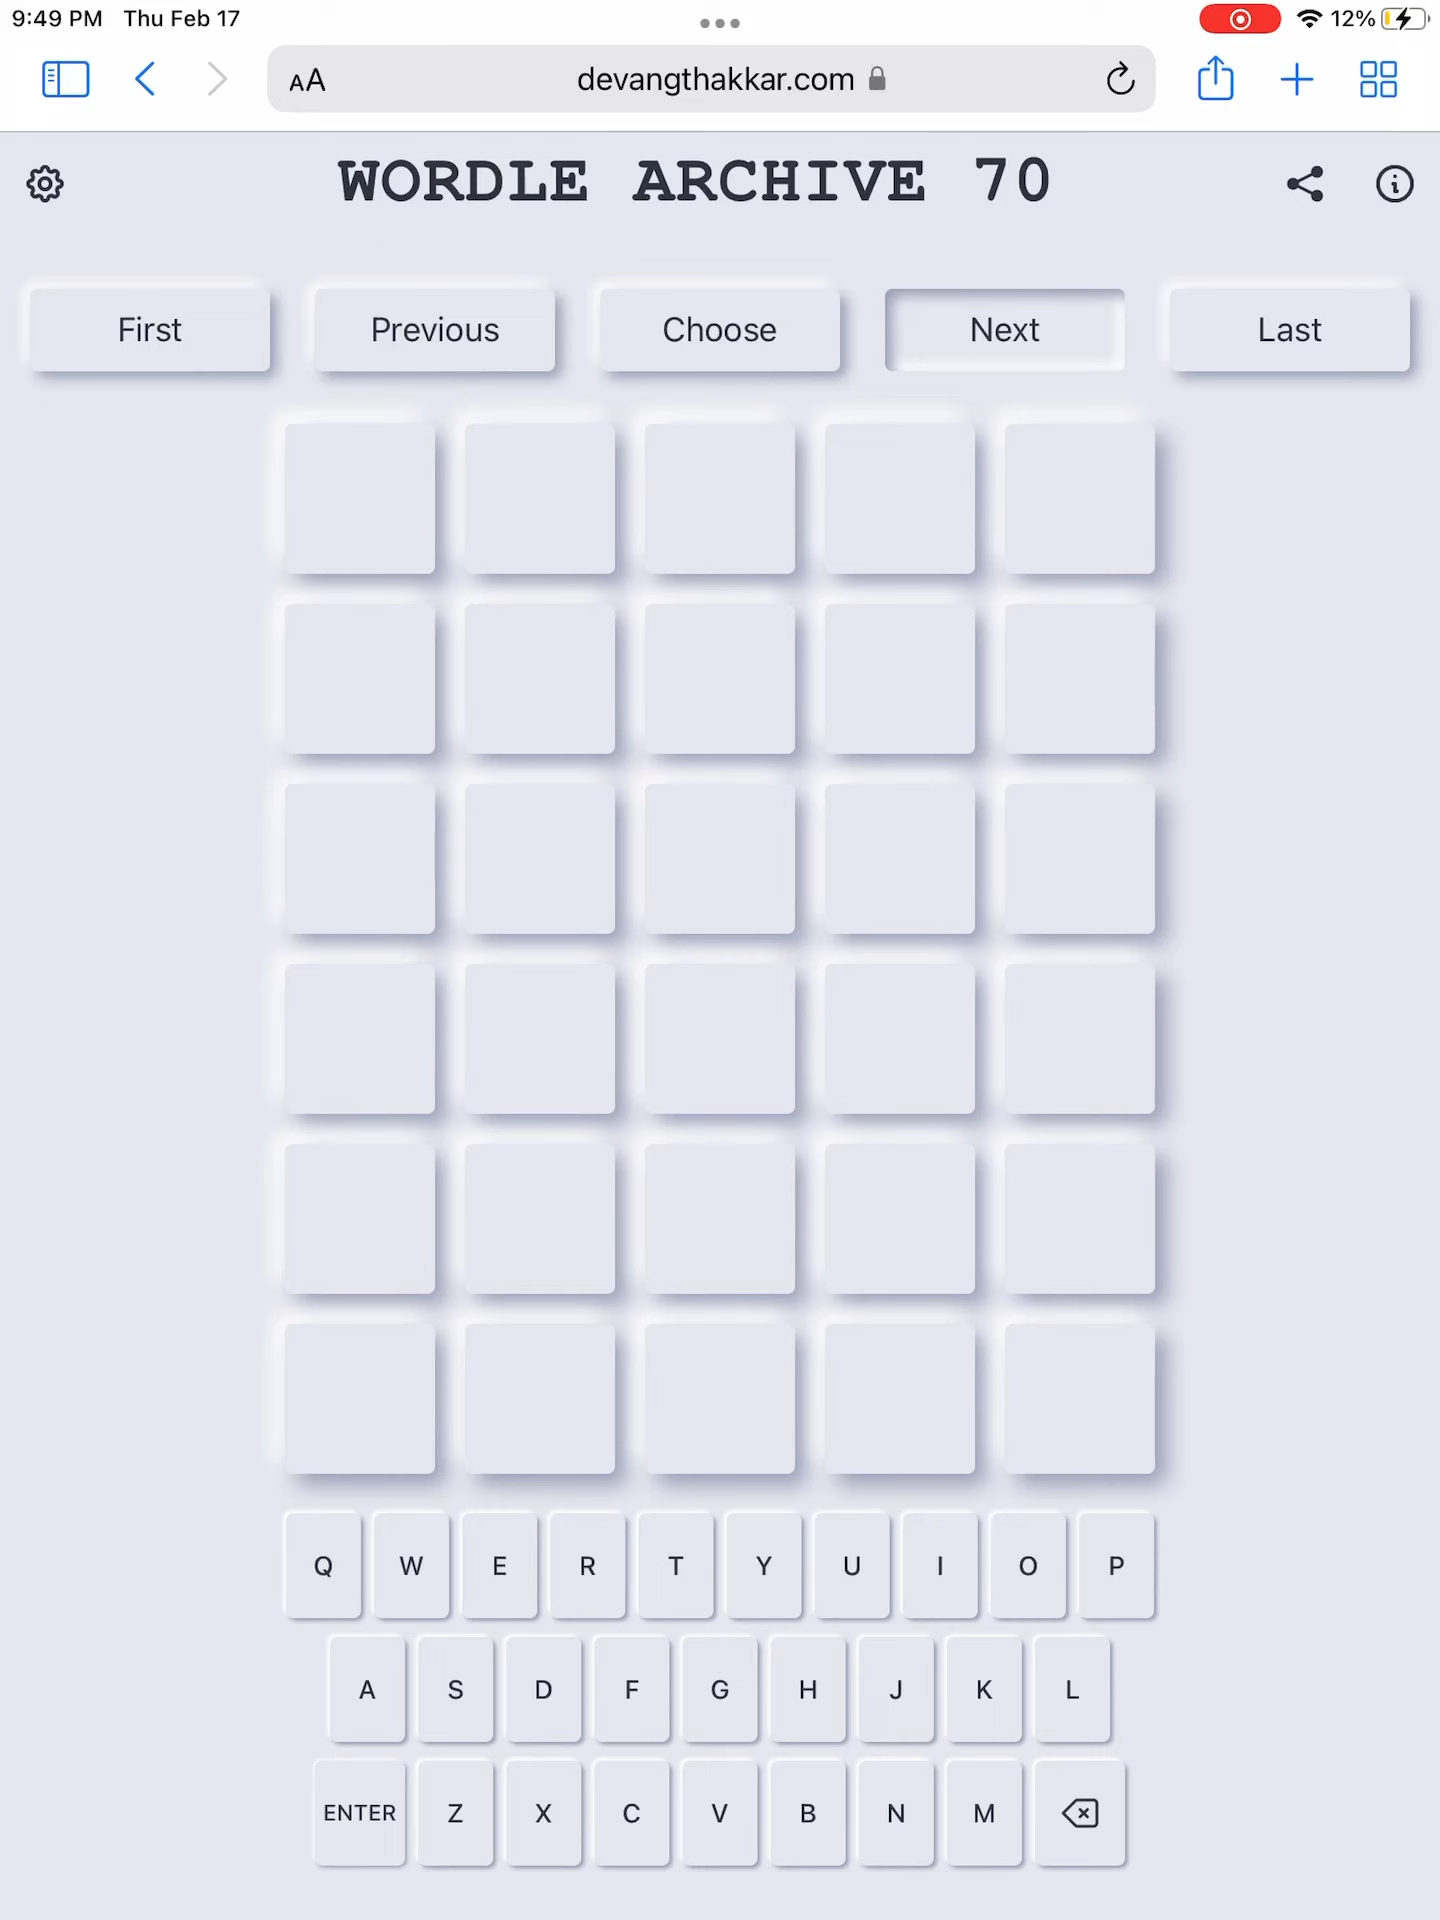 9:49 PM Thu Feb 17
12%
AA
devangthakkar.com
WORDLE ARCHIVE 70
First
Previous
Choose
Next
Last
Q W E R T Y U I O P
A S D F G H J K L
ENTER Z X C V B N M